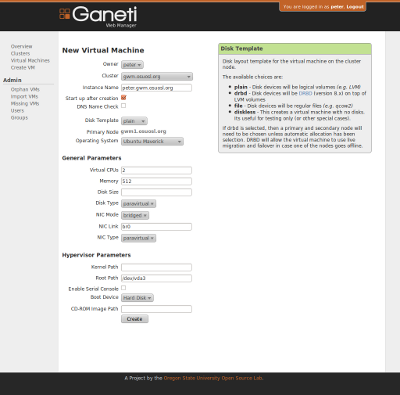 You are logged in as peter. Logout
Ganeti
Web Manager
Overview
Clusters
Virtual Machines
Create VM
Admin
Orphan VMs
Import VMs
Missing VMs
Users
Groups
New Virtual Machine
Owner peter
Cluster gwm.osuosl.org
Instance Name peter.gwm.osuosl.org
Start up after creation
DNS Name Check
Disk Template plain
Primary Node gwm1.osuosl.org
Operating System Ubuntu Maverick
General Parameters
Virtual CPUs 2
Memory 512
Disk Size
Disk Type paravirtual
NIC Mode bridged
NIC Link br0
NIC Type paravirtual
Hypervisor Parameters
Kernel Path
Root Path /dev/vda2
Enable Serial Console
Boot Device Hard Disk
CD-ROM Image Path
Create
Disk Template
Disk layout template for the virtual machine on the cluster
node.
The available choices are:
plain - Disk devices will be logical volumes (e.g. LVM)
drbd - Disk devices will be DRBD (version 8.x) on top of
LVM volumes
file - Disk devices will be regular files (e.g. qcow2)
diskless - This creates a virtual machine with no disks.
Its useful for testing only (or other special cases).
If drbd is selected, then a primary and secondary node will
need to be chosen unless automatic allocation has been
selection. DRBD will allow the virtual machine to use live
migration and failover in case one of the nodes goes offline.
A Project by the Oregon State University Open Source Lab.